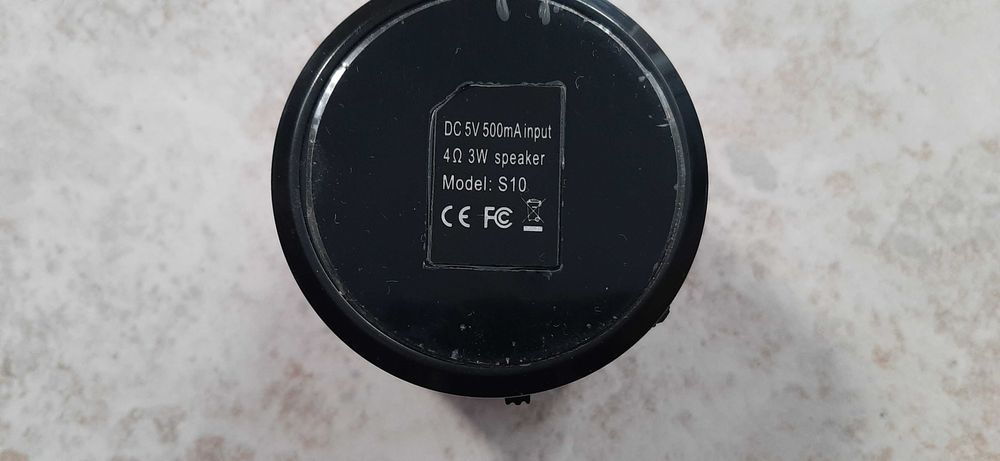 DC 5V 500mA input
4Ω 3W speaker
Model: S10
CE FC